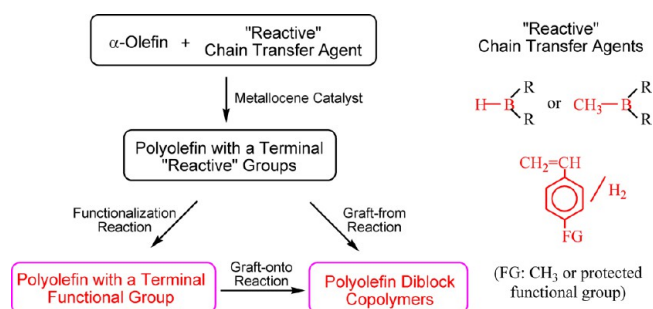 α-Olefin + "Reactive"
Chain Transfer Agent
Metallocene Catalyst
Polyolefin with a Terminal
"Reactive" Groups
Functionalization
Reaction
Graft-from
Reaction
Polyolefin with a Terminal
Functional Group
Graft-onto
Reaction
Polyolefin Diblock
Copolymers
"Reactive"
Chain Transfer Agents
R
H—B
R
or
R
CH₃—B
R
CH₂=CH
/ H₂
FG
(FG: CH₃ or protected
functional group)